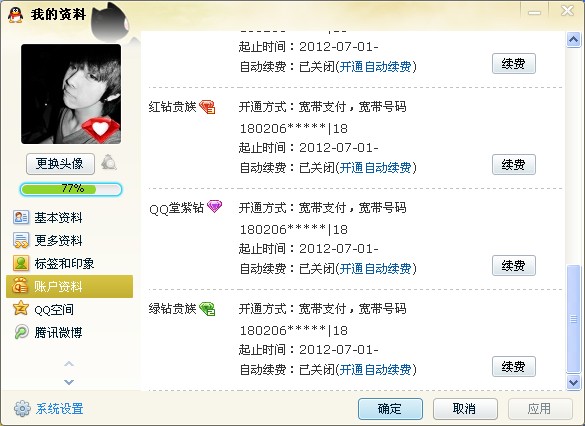 我的资料
更换头像
77%
基本资料
更多资料
标签和印象
账户资料
QQ空间
腾讯微博
系统设置
180206*****|18
起止时间：2012-07-01-
自动续费：已关闭(开通自动续费)
续费
红钻贵族
开通方式：宽带支付，宽带号码
180206*****|18
起止时间：2012-07-01-
自动续费：已关闭(开通自动续费)
续费
QQ堂紫钻
开通方式：宽带支付，宽带号码
180206*****|18
起止时间：2012-07-01-
自动续费：已关闭(开通自动续费)
续费
绿钻贵族
开通方式：宽带支付，宽带号码
180206*****|18
起止时间：2012-07-01-
自动续费：已关闭(开通自动续费)
续费
确定
取消
应用